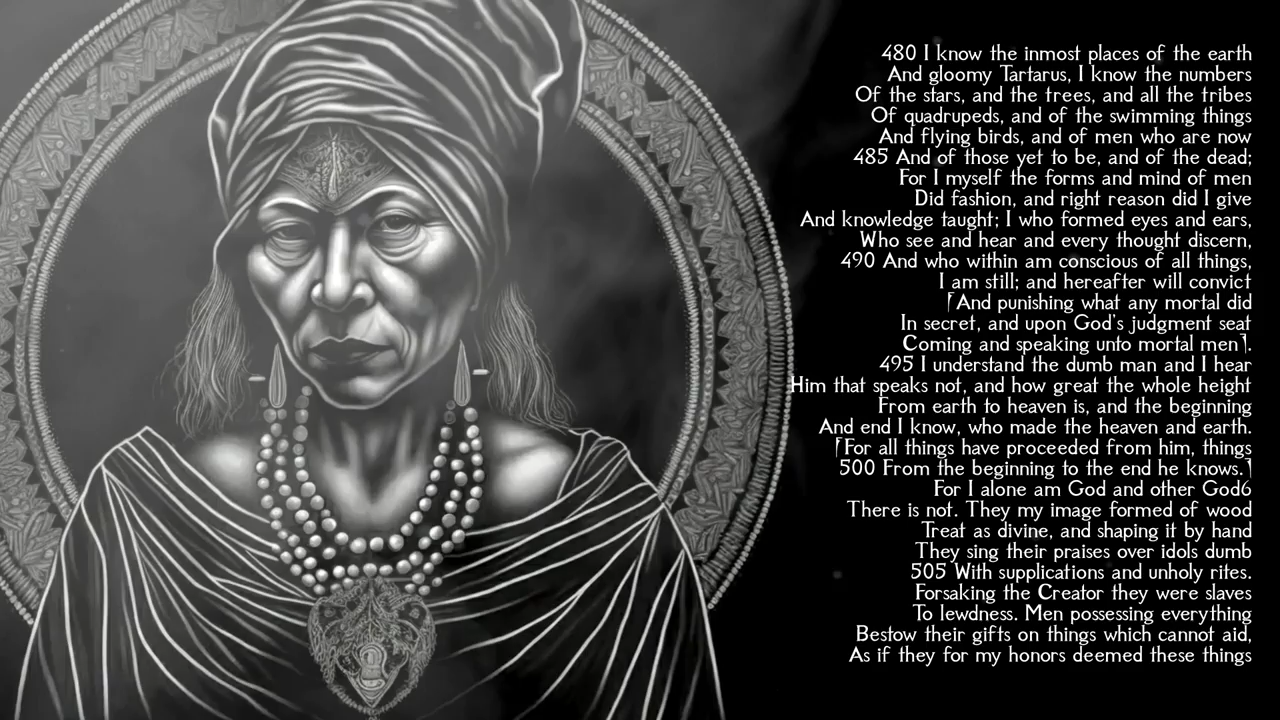 480 I know the inmost places of the earth
And gloomy Tartarus, I know the numbers
Of the stars, and the trees, and all the tribes
Of quadrupeds, and of the swimming things
And flying birds, and of men who are now
485 And of those yet to be, and of the dead;
For I myself the forms and mind of men
Did fashion, and right reason did I give
And knowledge taught; I who formed eyes and ears,
Who see and hear and every thought discern,
490 And who within am conscious of all things,
I am still; and hereafter will convict
⌈And punishing what any mortal did
In secret, and upon God's judgment seat
Coming and speaking unto mortal men⌉.
495 I understand the dumb man and I hear
Him that speaks not, and how great the whole height
From earth to heaven is, and the beginning
And end I know, who made the heaven and earth.
⌈For all things have proceeded from him, things
500 From the beginning to the end he knows.⌉
For I alone am God and other God6
There is not. They my image formed of wood
Treat as divine, and shaping it by hand
They sing their praises over idols dumb
505 With supplications and unholy rites.
Forsaking the Creator they were slaves
To lewdness. Men possessing everything
Bestow their gifts on things which cannot aid,
As if they for my honors deemed these things